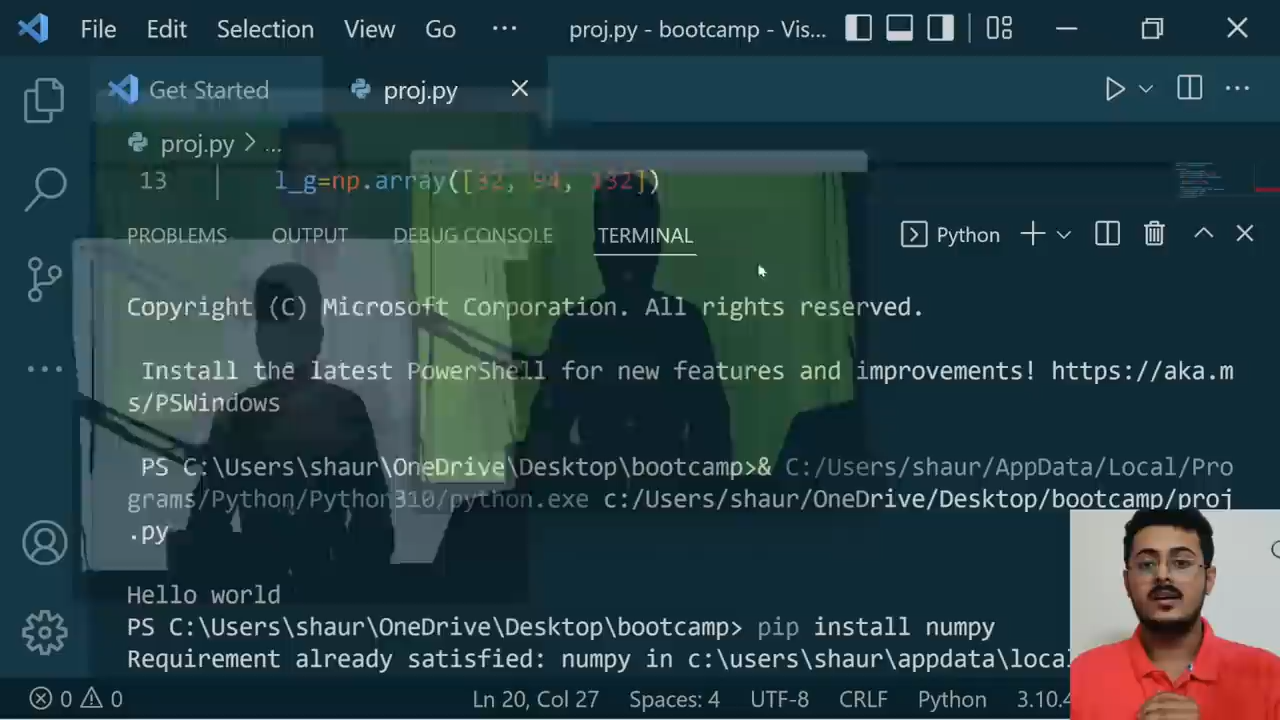 File Edit Selection View Go ... proj.py - bootcamp - Vis...
Get Started proj.py
proj.py > ...
13 l_g=np.array([32, 94, 132])
PROBLEMS OUTPUT DEBUG CONSOLE TERMINAL Python
Copyright (C) Microsoft Corporation. All rights reserved.
Install the latest PowerShell for new features and improvements! https://aka.m
s/PSWindows
PS C:\Users\shaur\OneDrive\Desktop\bootcamp>& C:/Users/shaur/AppData/Local/Pro
grams/Python/Python310/python.exe c:/Users/shaur/OneDrive/Desktop/bootcamp/proj
.py
Hello world
PS C:\Users\shaur\OneDrive\Desktop\bootcamp> pip install numpy
Requirement already satisfied: numpy in c:\users\shaur\appdata\local
0 0 Ln 20, Col 27 Spaces: 4 UTF-8 CRLF Python 3.10.4